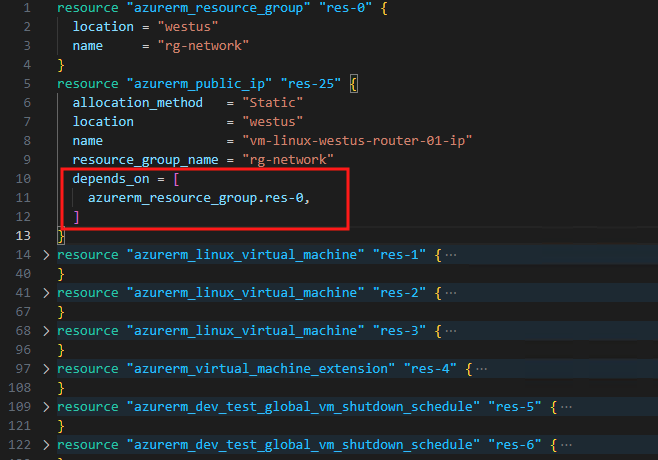 1 resource "azurerm_resource_group" "res-0" {
2 location = "westus"
3 name     = "rg-network"
4 }
5 resource "azurerm_public_ip" "res-25" {
6 allocation_method   = "Static"
7 location            = "westus"
8 name                = "vm-linux-westus-router-01-ip"
9 resource_group_name = "rg-network"
10 depends_on = [
11 azurerm_resource_group.res-0,
12 ]
13 }
14 > resource "azurerm_linux_virtual_machine" "res-1" { ···
40 }
41 > resource "azurerm_linux_virtual_machine" "res-2" { ···
67 }
68 > resource "azurerm_linux_virtual_machine" "res-3" { ···
96 }
97 > resource "azurerm_virtual_machine_extension" "res-4" { ···
108 }
109 > resource "azurerm_dev_test_global_vm_shutdown_schedule" "res-5" { ···
121 }
122 > resource "azurerm_dev_test_global_vm_shutdown_schedule" "res-6" { ···